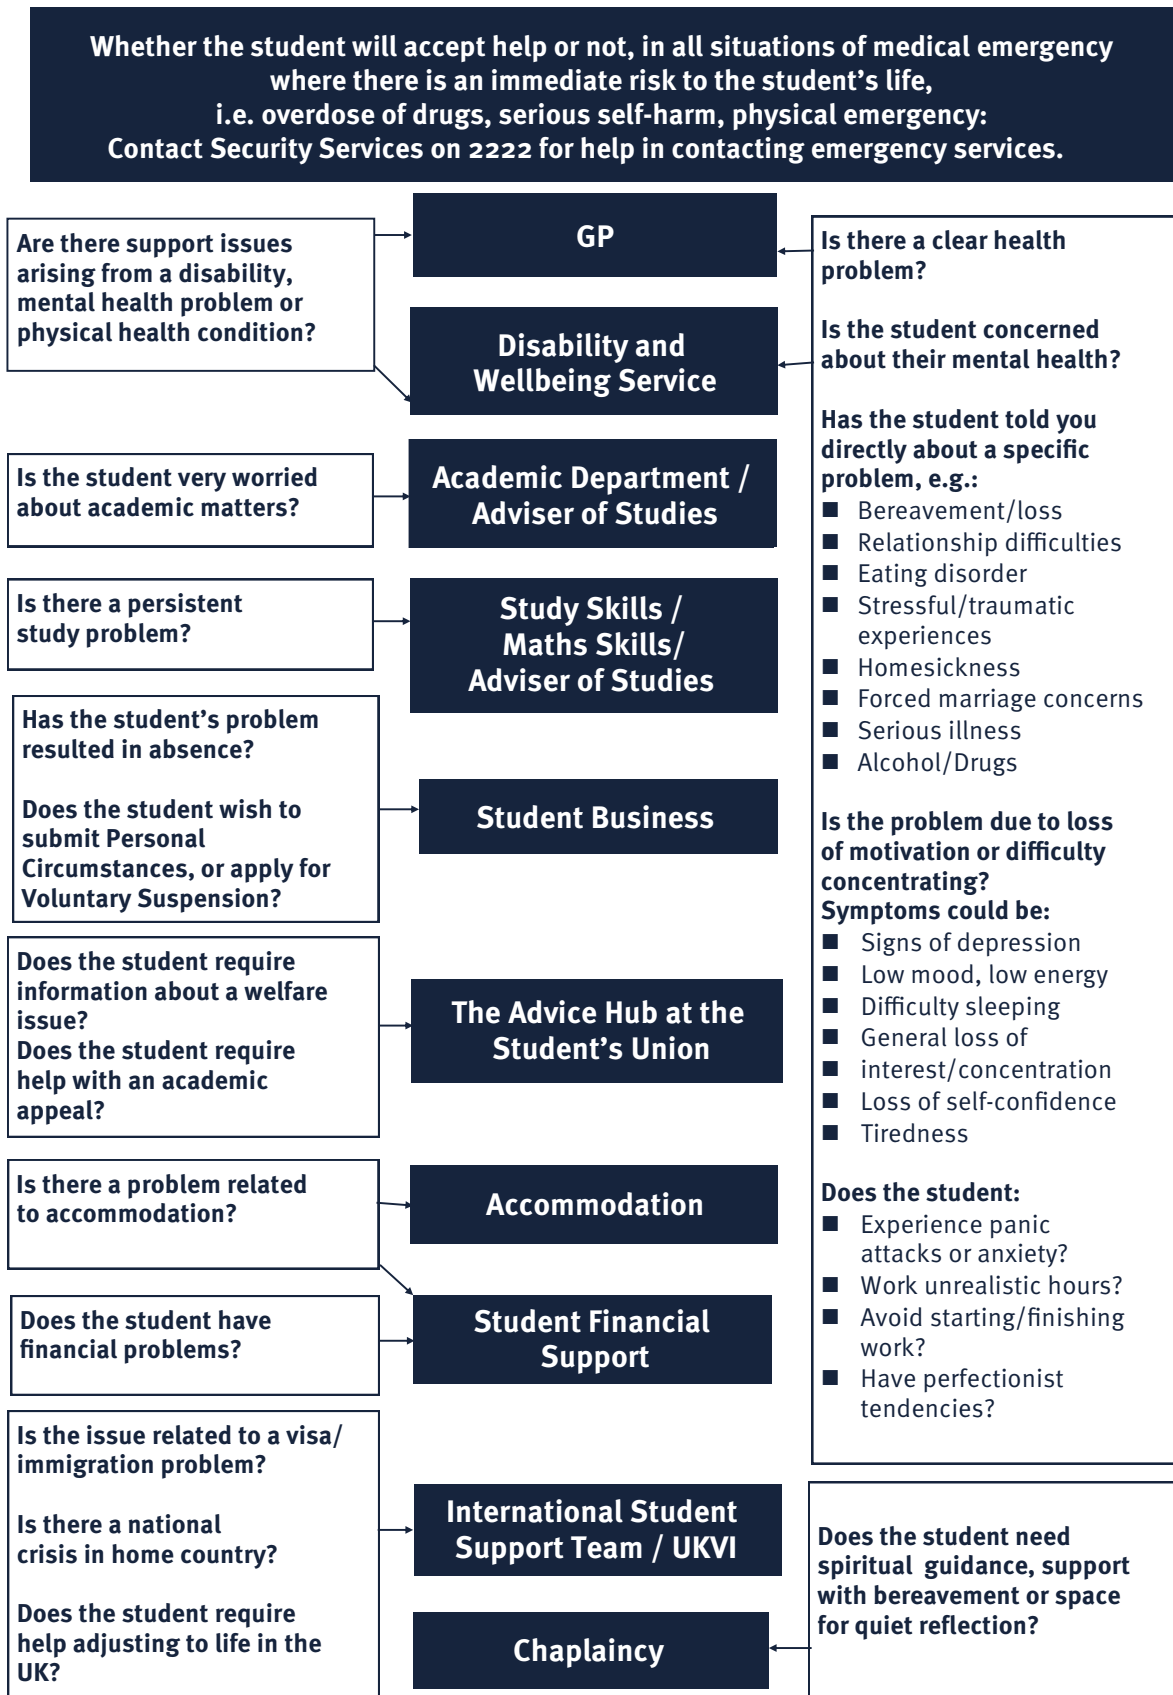 Whether the student will accept help or not, in all situations of medical emergency
where there is an immediate risk to the student’s life,
i.e. overdose of drugs, serious self-harm, physical emergency:
Contact Security Services on 2222 for help in contacting emergency services.
Are there support issues
arising from a disability,
mental health problem or
physical health condition?
GP
Disability and
Wellbeing Service
Is the student very worried
about academic matters?
Academic Department /
Adviser of Studies
Is there a persistent
study problem?
Study Skills /
Maths Skills/
Adviser of Studies
Has the student’s problem
resulted in absence?
Does the student wish to
submit Personal
Circumstances, or apply for
Voluntary Suspension?
Student Business
Does the student require
information about a welfare
issue?
Does the student require
help with an academic
appeal?
The Advice Hub at the
Student’s Union
Is there a problem related
to accommodation?
Accommodation
Does the student have
financial problems?
Student Financial
Support
Is the issue related to a visa/
immigration problem?
Is there a national
crisis in home country?
Does the student require
help adjusting to life in the
UK?
International Student
Support Team / UKVI
Chaplaincy
Is there a clear health
problem?
Is the student concerned
about their mental health?
Has the student told you
directly about a specific
problem, e.g.:
■ Bereavement/loss
■ Relationship difficulties
■ Eating disorder
■ Stressful/traumatic
experiences
■ Homesickness
■ Forced marriage concerns
■ Serious illness
■ Alcohol/Drugs
Is the problem due to loss
of motivation or difficulty
concentrating?
Symptoms could be:
■ Signs of depression
■ Low mood, low energy
■ Difficulty sleeping
■ General loss of
■ interest/concentration
■ Loss of self-confidence
■ Tiredness
Does the student:
■ Experience panic
attacks or anxiety?
■ Work unrealistic hours?
■ Avoid starting/finishing
work?
■ Have perfectionist
tendencies?
Does the student need
spiritual guidance, support
with bereavement or space
for quiet reflection?